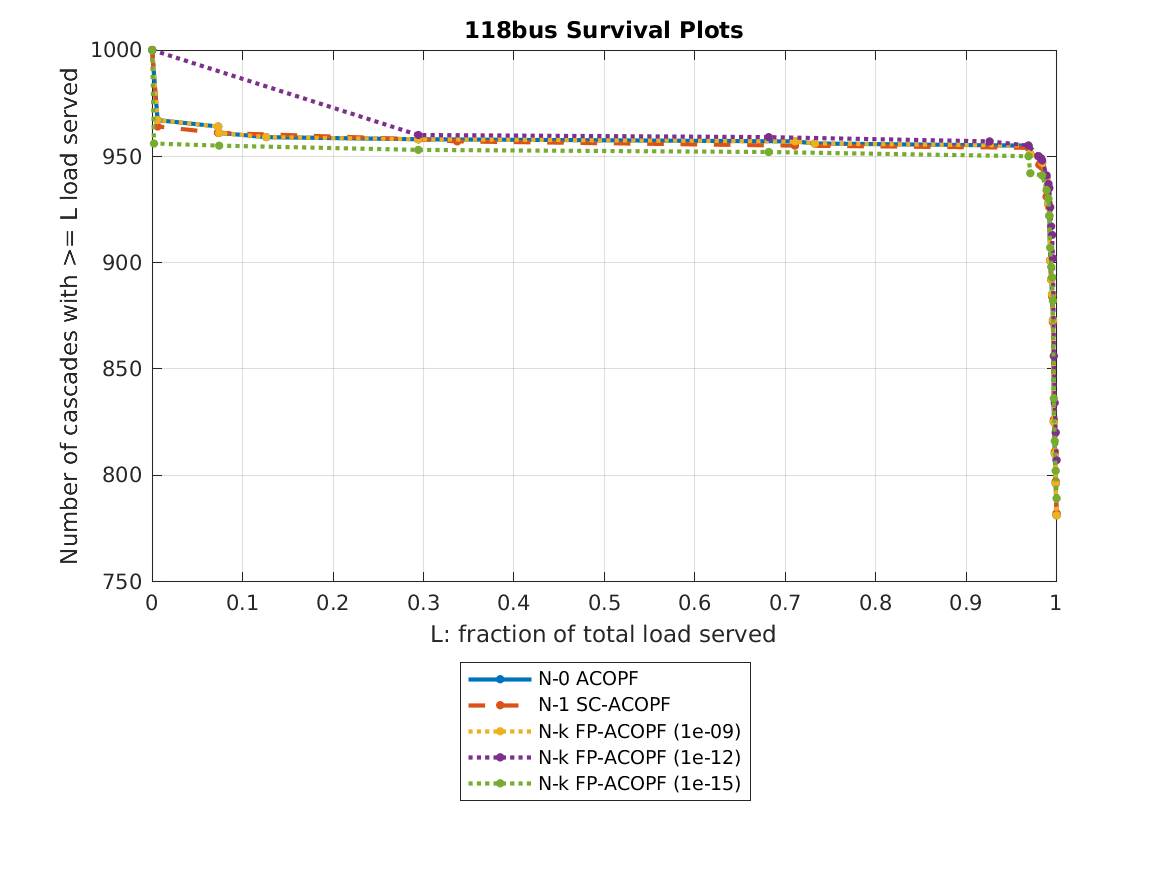 118bus Survival Plots
Number of cascades with >= L load served
1000
950
900
850
800
750
0 0.1 0.2 0.3 0.4 0.5 0.6 0.7 0.8 0.9 1
L: fraction of total load served
N-0 ACOPF
N-1 SC-ACOPF
N-k FP-ACOPF (1e-09)
N-k FP-ACOPF (1e-12)
N-k FP-ACOPF (1e-15)